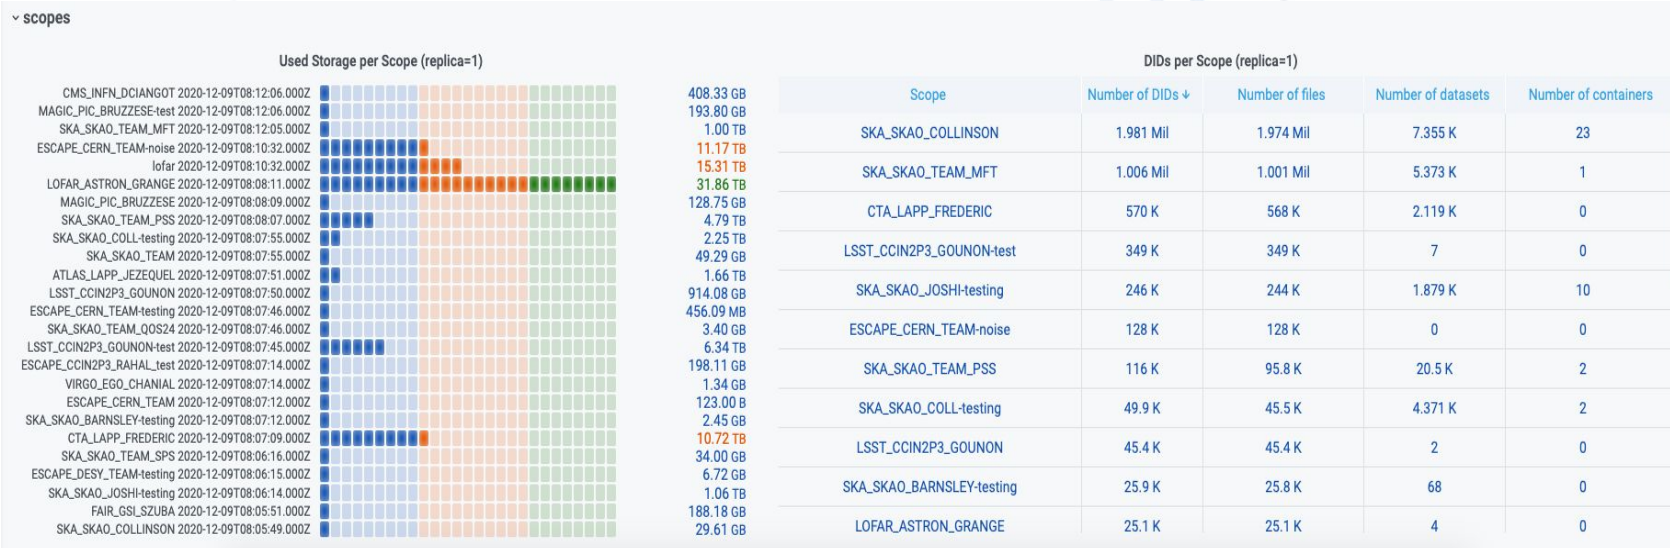 scopes
Used Storage per Scope (replica=1)
CMS_INFN_DCIANGOT 2020-12-09T08:12:06.000Z 408.33 GB
MAGIC_PIC_BRUZZESE-test 2020-12-09T08:12:06.000Z 193.80 GB
SKA_SKAO_TEAM_MFT 2020-12-09T08:12:05.000Z 1.00 TB
ESCAPE_CERN_TEAM-noise 2020-12-09T08:10:32.000Z 11.17 TB
lofar 2020-12-09T08:10:32.000Z 15.31 TB
LOFAR_ASTRON_GRANGE 2020-12-09T08:08:11.000Z 31.86 TB
MAGIC_PIC_BRUZZESE 2020-12-09T08:08:09.000Z 128.75 GB
SKA_SKAO_TEAM_PSS 2020-12-09T08:08:07.000Z 4.79 TB
SKA_SKAO_COLL-testing 2020-12-09T08:07:55.000Z 2.25 TB
SKA_SKAO_TEAM 2020-12-09T08:07:55.000Z 49.29 GB
ATLAS_LAPP_JEZEQUEL 2020-12-09T08:07:51.000Z 1.66 TB
LSST_CCIN2P3_GOUNON 2020-12-09T08:07:50.000Z 914.08 GB
ESCAPE_CERN_TEAM-testing 2020-12-09T08:07:46.000Z 456.09 MB
SKA_SKAO_TEAM_QOS24 2020-12-09T08:07:46.000Z 3.40 GB
LSST_CCIN2P3_GOUNON-test 2020-12-09T08:07:45.000Z 6.34 TB
ESCAPE_CCIN2P3_RAHAL_test 2020-12-09T08:07:14.000Z 198.11 GB
VIRGO_EGO_CHANIAL 2020-12-09T08:07:14.000Z 1.34 GB
ESCAPE_CERN_TEAM 2020-12-09T08:07:12.000Z 123.00 B
SKA_SKAO_BARNSLEY-testing 2020-12-09T08:07:12.000Z 2.45 GB
CTA_LAPP_FREDERIC 2020-12-09T08:07:09.000Z 10.72 TB
SKA_SKAO_TEAM_SPS 2020-12-09T08:06:16.000Z 34.00 GB
ESCAPE_DESY_TEAM-testing 2020-12-09T08:06:15.000Z 6.72 GB
SKA_SKAO_JOSHI-testing 2020-12-09T08:06:14.000Z 1.06 TB
FAIR_GSI_SZUBA 2020-12-09T08:05:51.000Z 188.18 GB
SKA_SKAO_COLLINSON 2020-12-09T08:05:49.000Z 29.61 GB
DIDs per Scope (replica=1)
Scope Number of DIDs ↓ Number of files Number of datasets Number of containers
SKA_SKAO_COLLINSON 1.981 Mil 1.974 Mil 7.355 K 23
SKA_SKAO_TEAM_MFT 1.006 Mil 1.001 Mil 5.373 K 1
CTA_LAPP_FREDERIC 570 K 568 K 2.119 K 0
LSST_CCIN2P3_GOUNON-test 349 K 349 K 7 0
SKA_SKAO_JOSHI-testing 246 K 244 K 1.879 K 10
ESCAPE_CERN_TEAM-noise 128 K 128 K 0 0
SKA_SKAO_TEAM_PSS 116 K 95.8 K 20.5 K 2
SKA_SKAO_COLL-testing 49.9 K 45.5 K 4.371 K 2
LSST_CCIN2P3_GOUNON 45.4 K 45.4 K 2 0
SKA_SKAO_BARNSLEY-testing 25.9 K 25.8 K 68 0
LOFAR_ASTRON_GRANGE 25.1 K 25.1 K 4 0